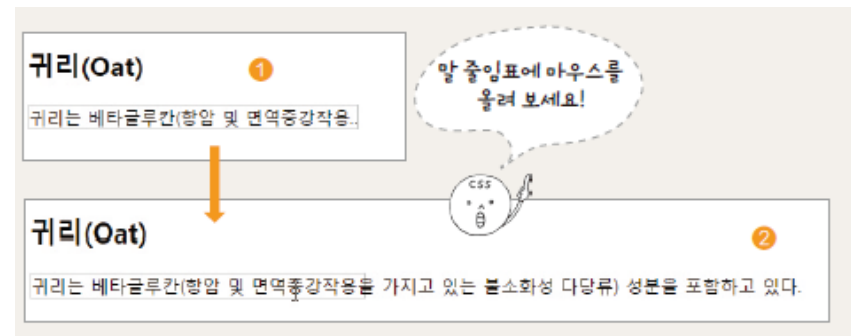 귀리(Oat)
1
귀리는 베타글루칸(항암 및 면역증강작용..
말 줄임표에 마우스를
올려 보세요!
CSS
귀리(Oat)
2
귀리는 베타글루칸(항암 및 면역증강작용을 가지고 있는 불소화성 다당류) 성분을 포함하고 있다.